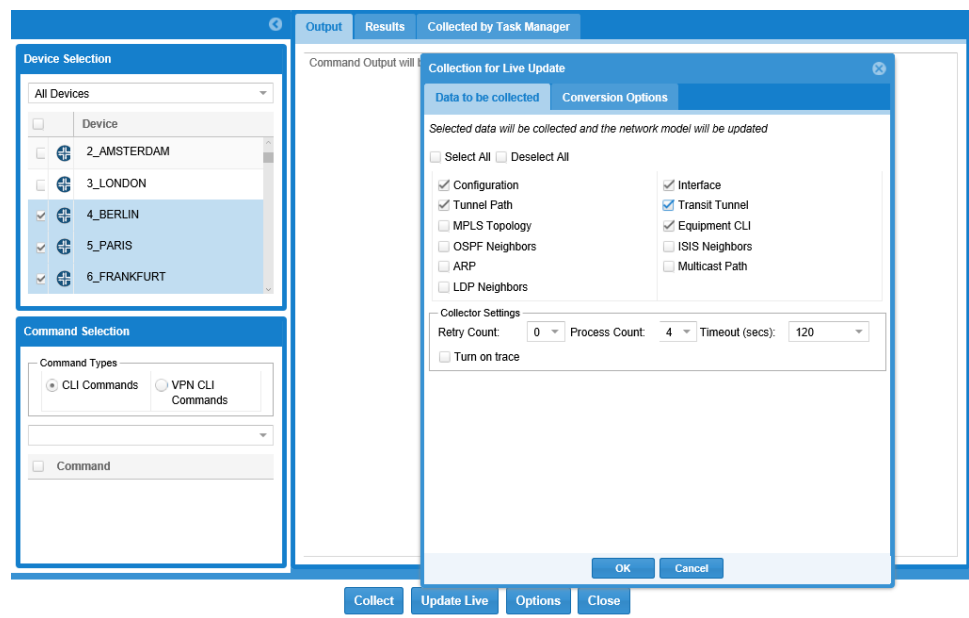 Output
Results
Collected by Task Manager
Device Selection
All Devices
Device
2_AMSTERDAM
3_LONDON
4_BERLIN
5_PARIS
6_FRANKFURT
Command Selection
Command Types
CLI Commands
VPN CLI
Commands
Command
Command Output will
Collection for Live Update
Data to be collected
Conversion Options
Selected data will be collected and the network model will be updated
Select All
Deselect All
Configuration
Interface
Tunnel Path
Transit Tunnel
MPLS Topology
Equipment CLI
OSPF Neighbors
ISIS Neighbors
ARP
Multicast Path
LDP Neighbors
Collector Settings
Retry Count: 0 Process Count: 4 Timeout (secs): 120
Turn on trace
OK
Cancel
Collect
Update Live
Options
Close